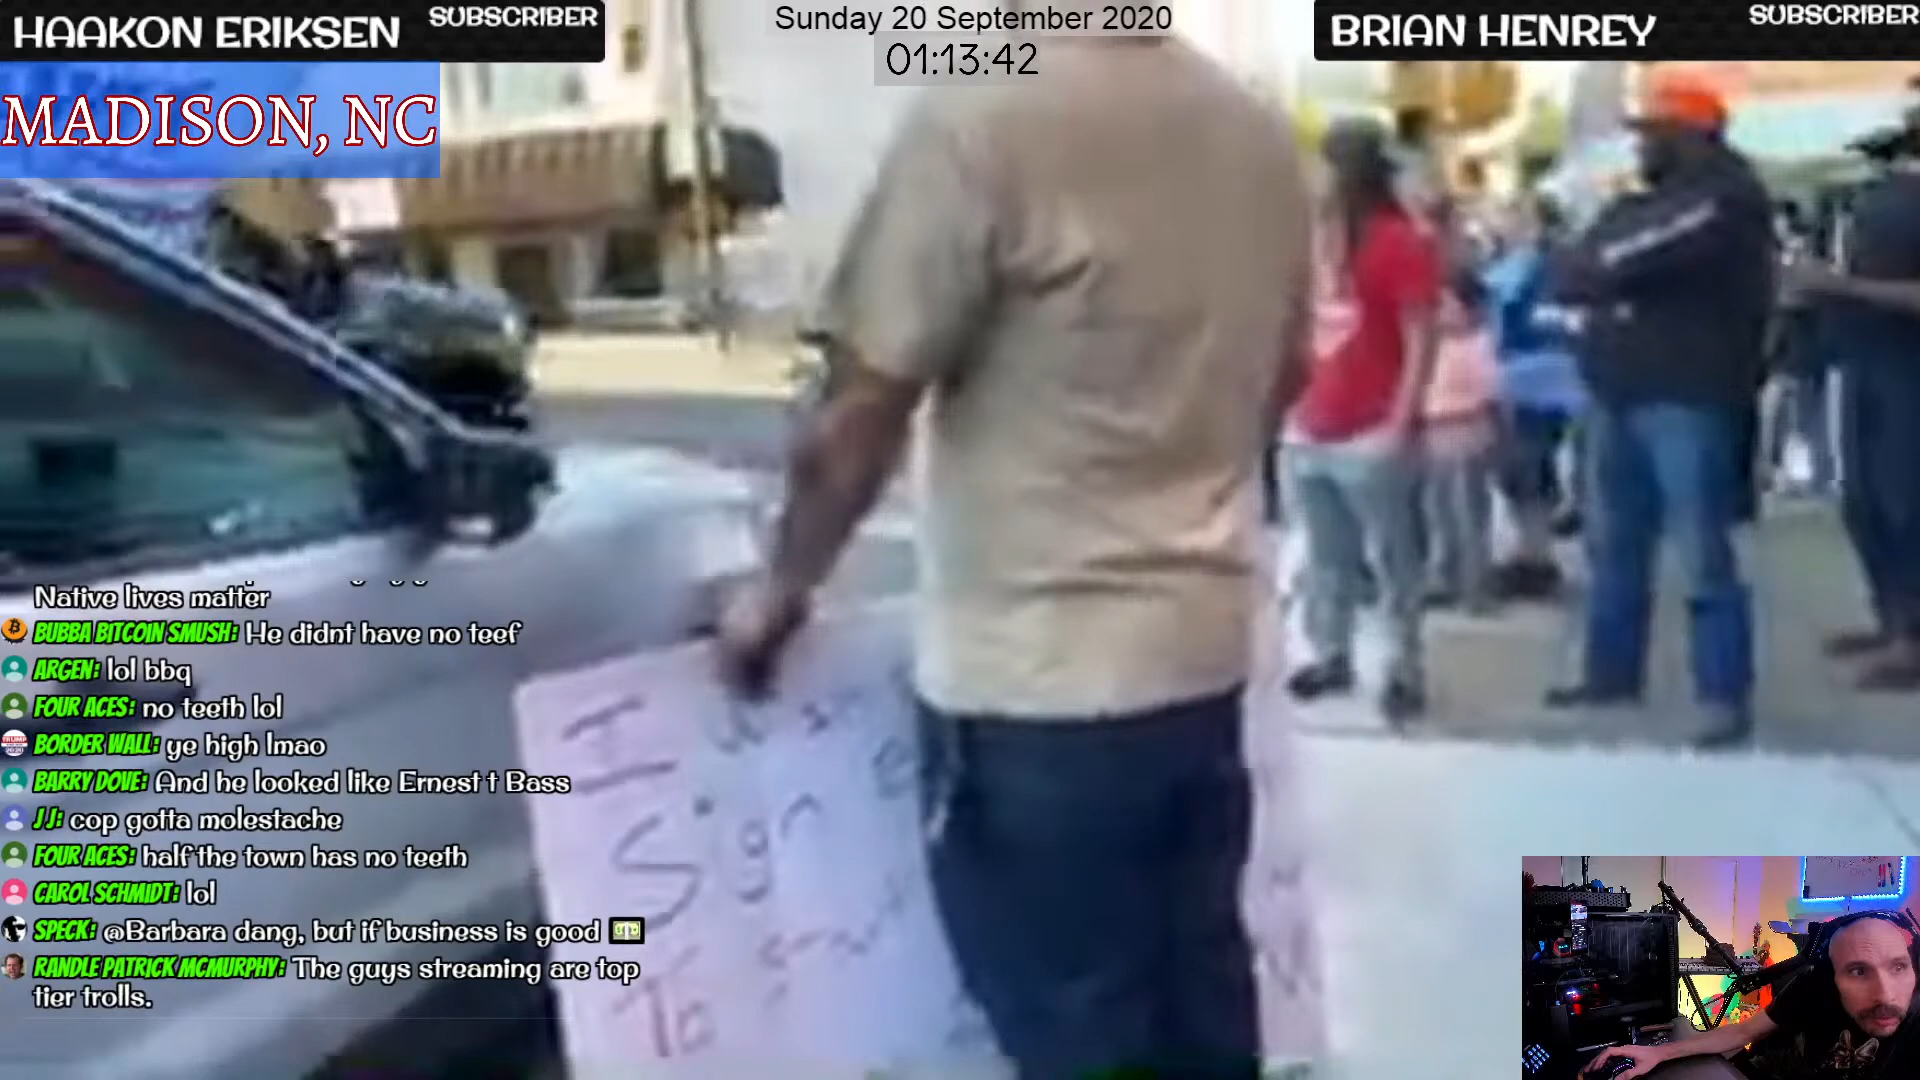 HAAKON ERIKSEN SUBSCRIBER
Sunday 20 September 2020
01:13:42
BRIAN HENREY SUBSCRIBER
MADISON, NC
Native lives matter
BUBBA BITCOIN SMUSH: He didnt have no teef
ARGEN: lol bbq
FOUR ACES: no teeth lol
BORDER WALL: ye high lmao
BARRY DOVE: And he looked like Ernest t Bass
JJ: cop gotta molestache
FOUR ACES: half the town has no teeth
CAROL SCHMIDT: lol
SPECK: @Barbara dang, but if business is good
RANDLE PATRICK MCMURPHY: The guys streaming are top
tier trolls.
Sign
To